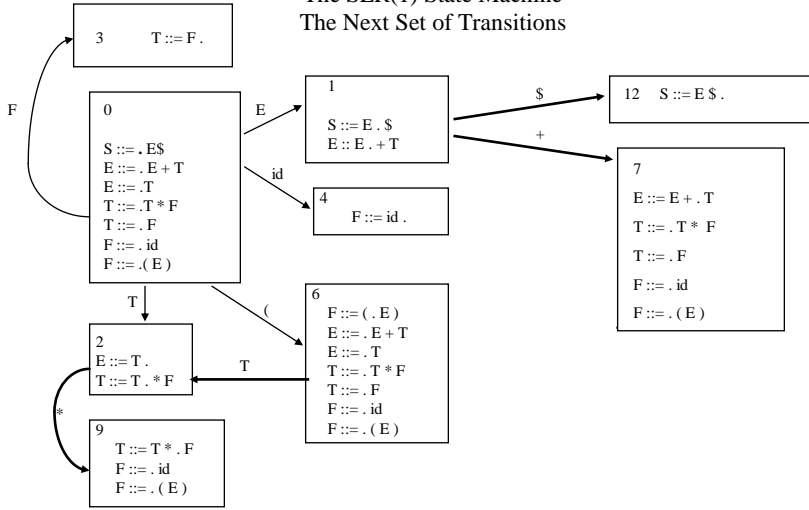 The Next Set of Transitions
3 T ::= F .
F
0
S ::= . E$
E ::= . E + T
E ::= .T
T ::= .T * F
T ::= . F
F ::= . id
F ::= .( E )
E
1
S ::= E . $
E :: E . + T
$
12 S ::= E $ .
+
7
E ::= E + . T
T ::= . T * F
T ::= . F
F ::= . id
F ::= . ( E )
id
4
F ::= id .
T
(
6
F ::= ( . E )
E ::= . E + T
E ::= . T
T ::= . T * F
T ::= . F
F ::= . id
F ::= . ( E )
2
E ::= T .
T ::= T . * F
T
*
9
T ::= T * . F
F ::= . id
F ::= . ( E )